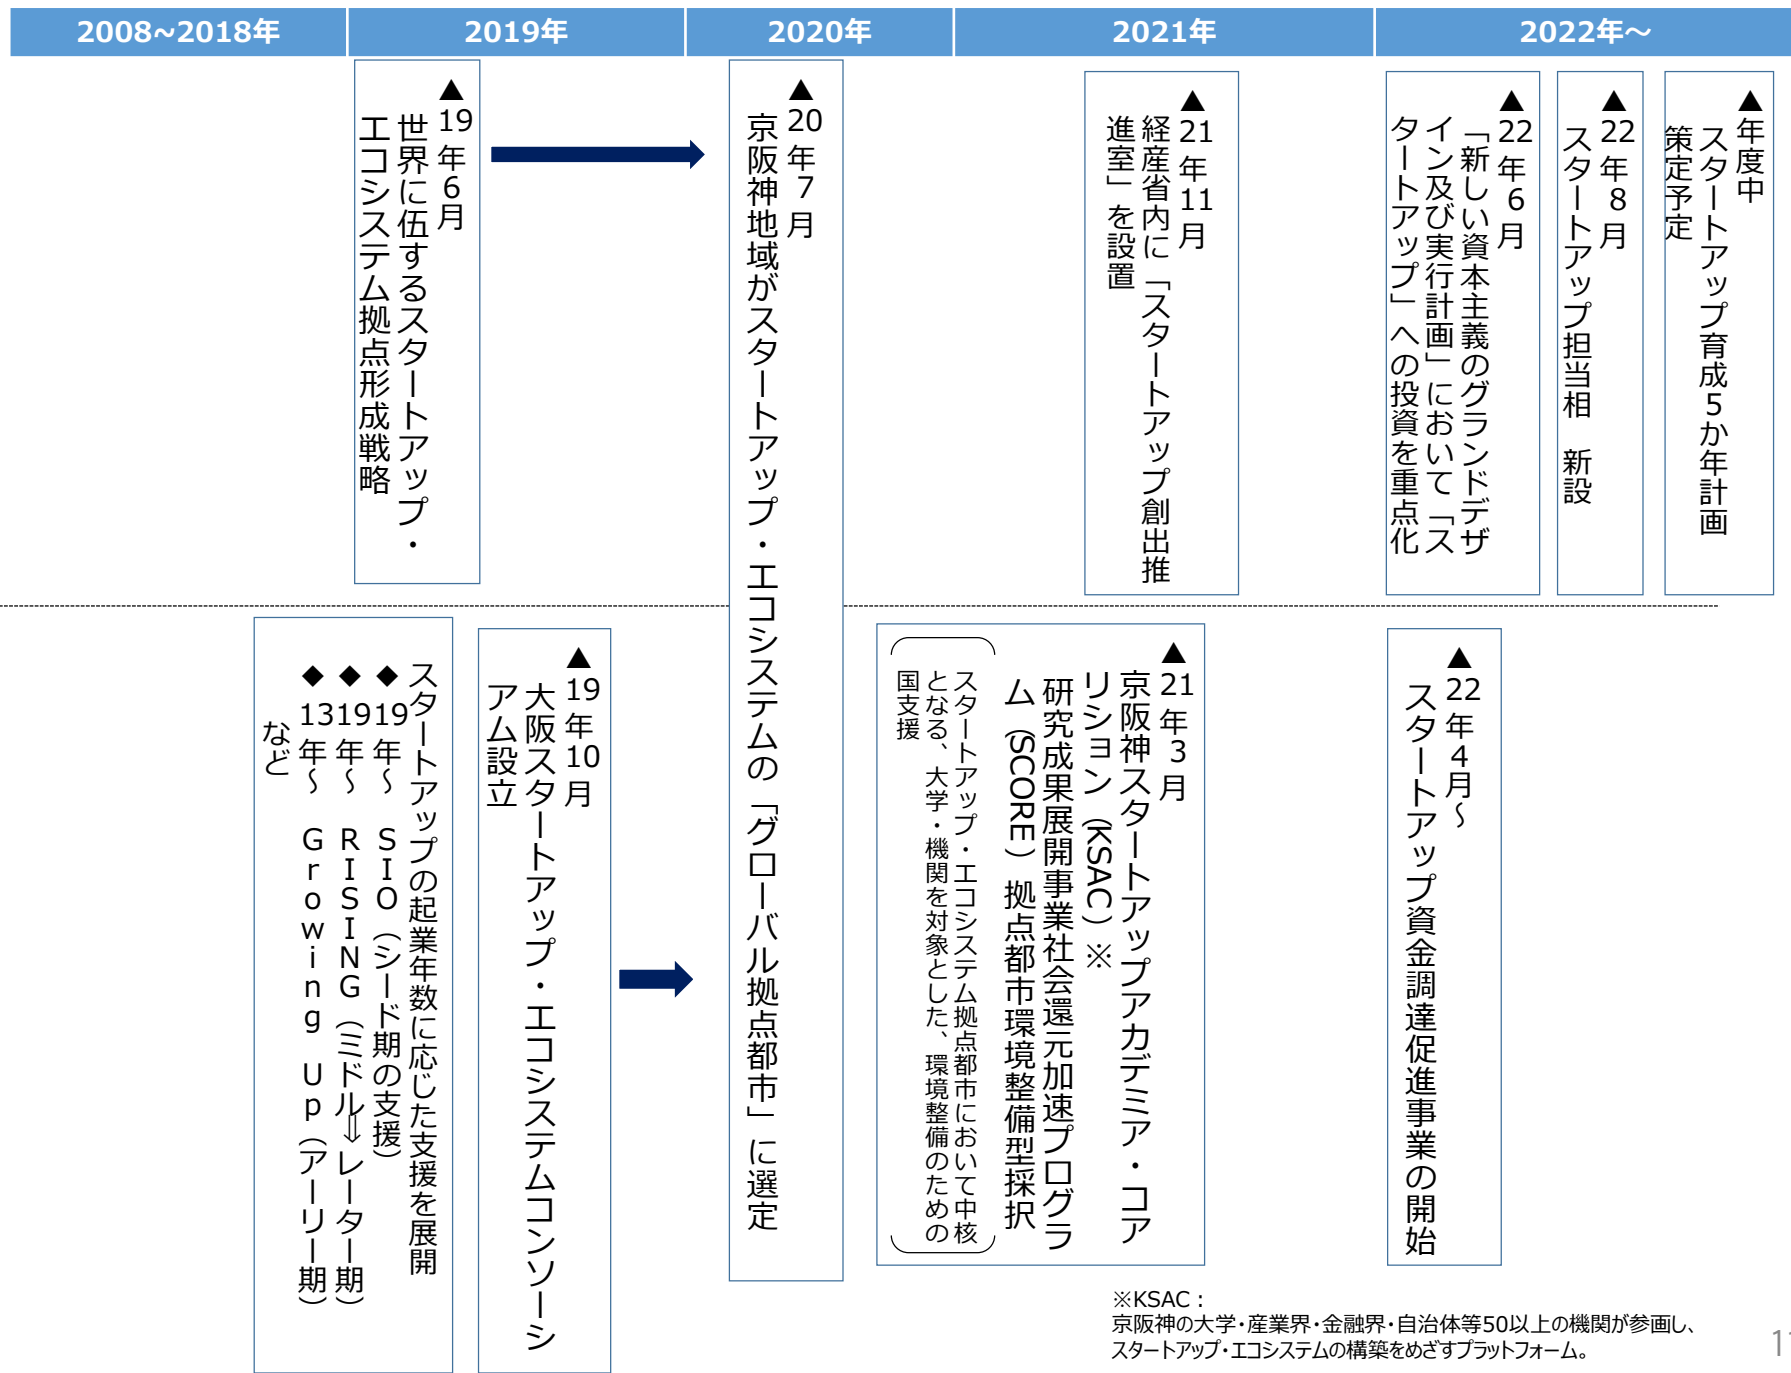 2008~2018年
2019年
2020年
2021年
2022年～
▲19年6月
世界に伍するスタートアップ・
エコシステム拠点形成戦略
▲20年7月
京阪神地域がスタートアップ・エコシステムの「グローバル拠点都市」に選定
▲21年11月
経産省内に「スタートアップ創出推
進室」を設置
▲22年6月
「新しい資本主義のグランドデザ
イン及び実行計画」において「ス
タートアップ」への投資を重点化
▲22年8月
スタートアップ担当相　新設
▲年度中
スタートアップ育成5か年計画
策定予定
スタートアップの起業年数に応じた支援を展開
◆19年～　SIO（シード期の支援）
◆19年～　RISING（ミドル⇒レーター期）
◆13年～　Growing Up（アーリー期）
など
▲19年10月
大阪スタートアップ・エコシステムコンソーシ
アム設立
▲21年3月
京阪神スタートアップアカデミア・コア
リション（KSAC）※
研究成果展開事業社会還元加速プログラ
ム（SCORE）拠点都市環境整備型採択
スタートアップ・エコシステム拠点都市において中核
となる、大学・機関を対象とした、環境整備のための
国支援
▲22年4月～
スタートアップ資金調達促進事業の開始
※KSAC：
京阪神の大学・産業界・金融界・自治体等50以上の機関が参画し、
スタートアップ・エコシステムの構築をめざすプラットフォーム。